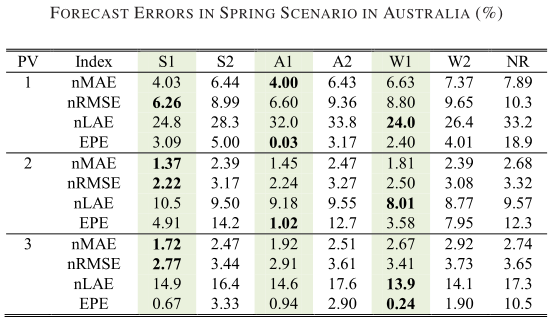 FORECAST ERRORS IN SPRING SCENARIO IN AUSTRALIA (%)
PV Index S1 S2 A1 A2 W1 W2 NR
1 nMAE 4.03 6.44 4.00 6.43 6.63 7.37 7.89
nRMSE 6.26 8.99 6.60 9.36 8.80 9.65 10.3
nLAE 24.8 28.3 32.0 33.8 24.0 26.4 33.2
EPE 3.09 5.00 0.03 3.17 2.40 4.01 18.9
2 nMAE 1.37 2.39 1.45 2.47 1.81 2.39 2.68
nRMSE 2.22 3.17 2.24 3.27 2.50 3.08 3.32
nLAE 10.5 9.50 9.18 9.55 8.01 8.77 9.57
EPE 4.91 14.2 1.02 12.7 3.58 7.95 12.3
3 nMAE 1.72 2.47 1.92 2.51 2.67 2.92 2.74
nRMSE 2.77 3.44 2.91 3.61 3.41 3.73 3.65
nLAE 14.9 16.4 14.6 17.6 13.9 14.1 17.3
EPE 0.67 3.33 0.94 2.90 0.24 1.90 10.5